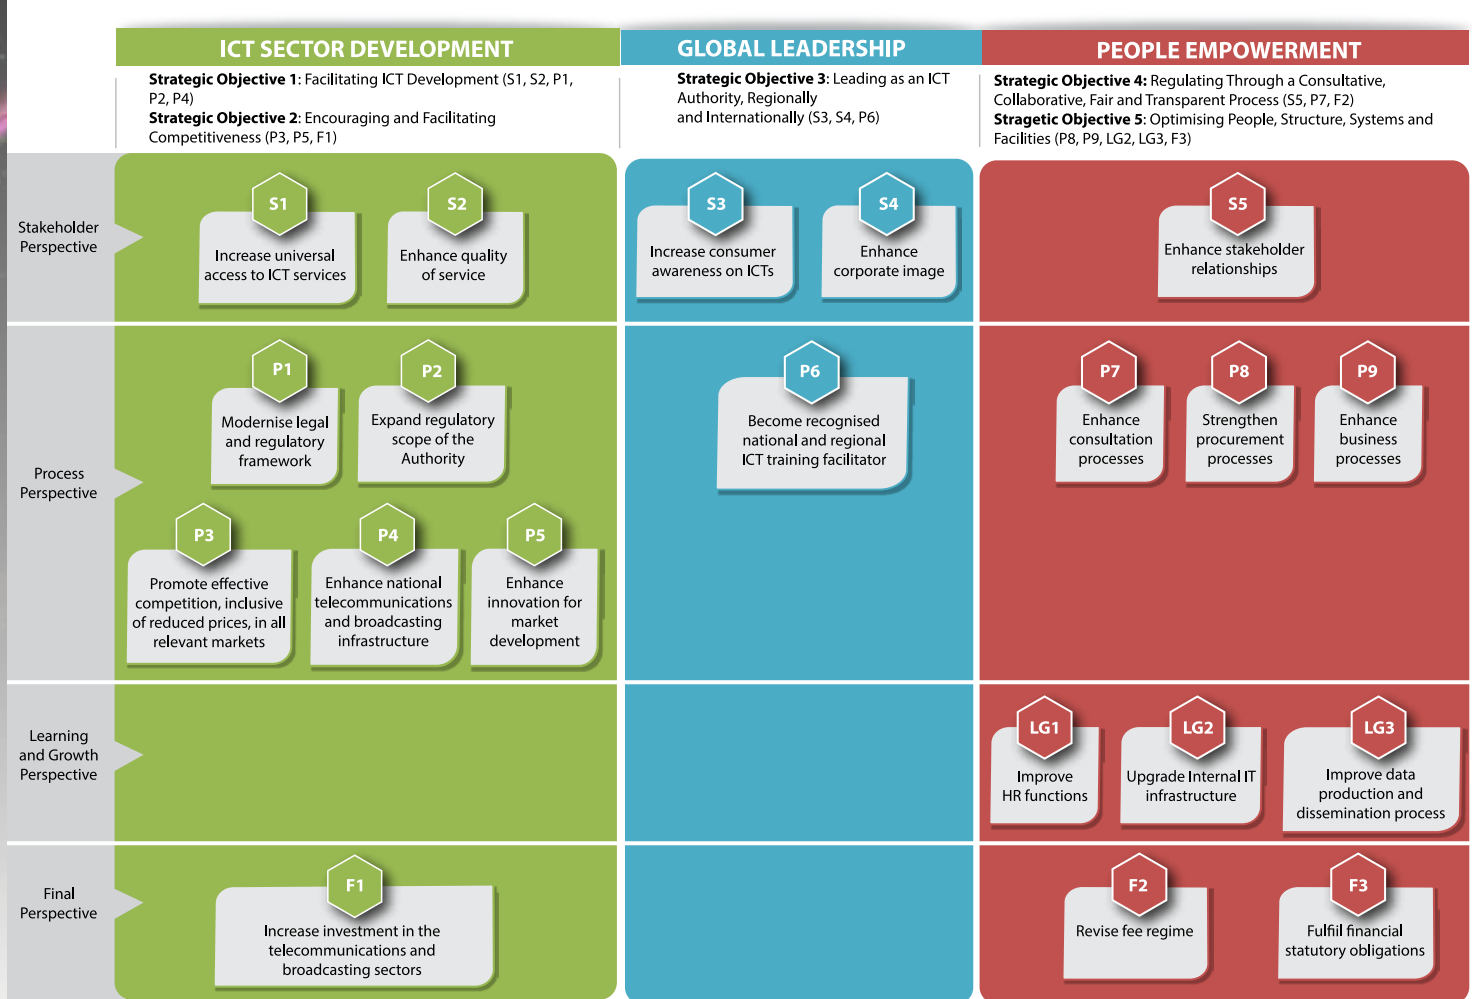 ICT SECTOR DEVELOPMENT
GLOBAL LEADERSHIP
PEOPLE EMPOWERMENT
Strategic Objective 1: Facilitating ICT Development (S1, S2, P1,
P2, P4)
Strategic Objective 2: Encouraging and Facilitating
Competitiveness (P3, P5, F1)
Strategic Objective 3: Leading as an ICT
Authority, Regionally
and Internationally (S3, S4, P6)
Strategic Objective 4: Regulating Through a Consultative,
Collaborative, Fair and Transparent Process (S5, P7, F2)
Stragetic Objective 5: Optimising People, Structure, Systems and
Facilities (P8, P9, LG2, LG3, F3)
Stakeholder
Perspective
S1
Increase universal
access to ICT services
S2
Enhance quality
of service
S3
Increase consumer
awareness on ICTs
S4
Enhance
corporate image
S5
Enhance stakeholder
relationships
Process
Perspective
P1
Modernise legal
and regulatory
framework
P2
Expand regulatory
scope of the
Authority
P3
Promote effective
competition, inclusive
of reduced prices, in all
relevant markets
P4
Enhance national
telecommunications
and broadcasting
infrastructure
P5
Enhance
innovation for
market
development
P6
Become recognised
national and regional
ICT training facilitator
P7
Enhance
consultation
processes
P8
Strengthen
procurement
processes
P9
Enhance
business
processes
Learning
and Growth
Perspective
LG1
Improve
HR functions
LG2
Upgrade Internal IT
infrastructure
LG3
Improve data
production and
dissemination process
Final
Perspective
F1
Increase investment in the
telecommunications and
broadcasting sectors
F2
Revise fee regime
F3
Fulfiil financial
statutory obligations